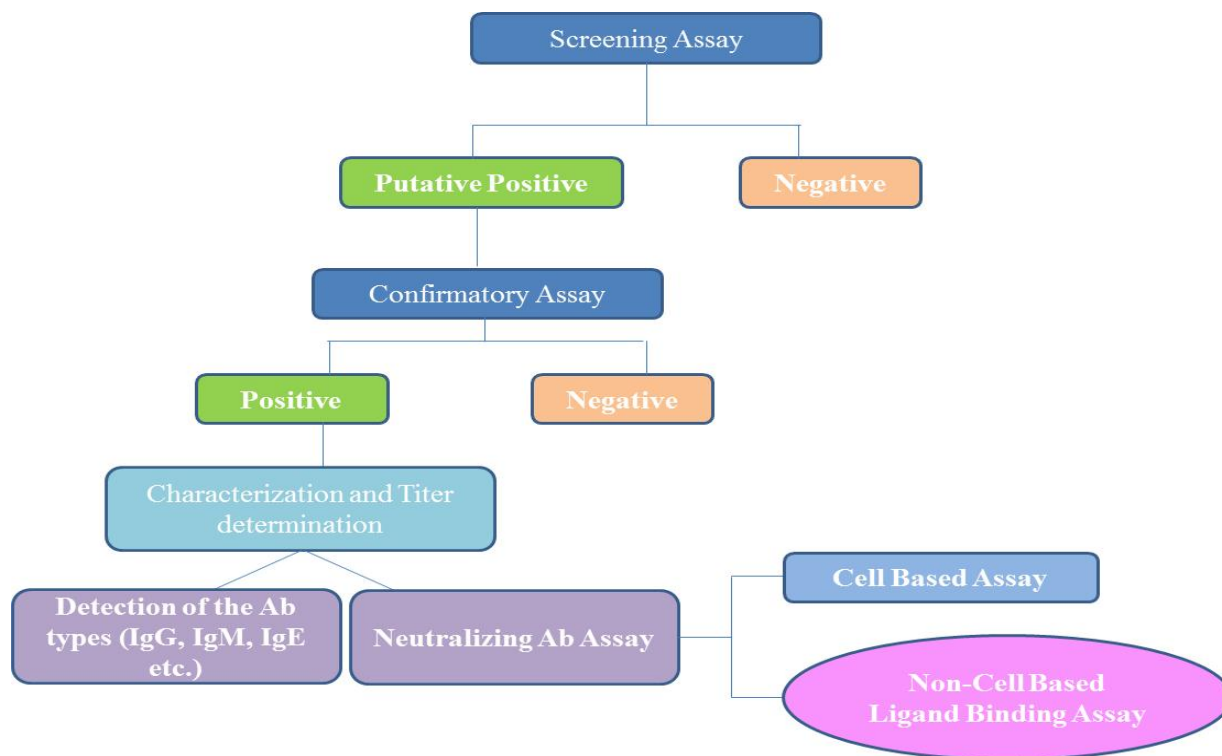 Screening Assay
Putative Positive
Negative
Confirmatory Assay
Positive
Negative
Characterization and Titer
determination
Detection of the Ab
types (IgG, IgM, IgE
etc.)
Neutralizing Ab Assay
Cell Based Assay
Non-Cell Based
Ligand Binding Assay